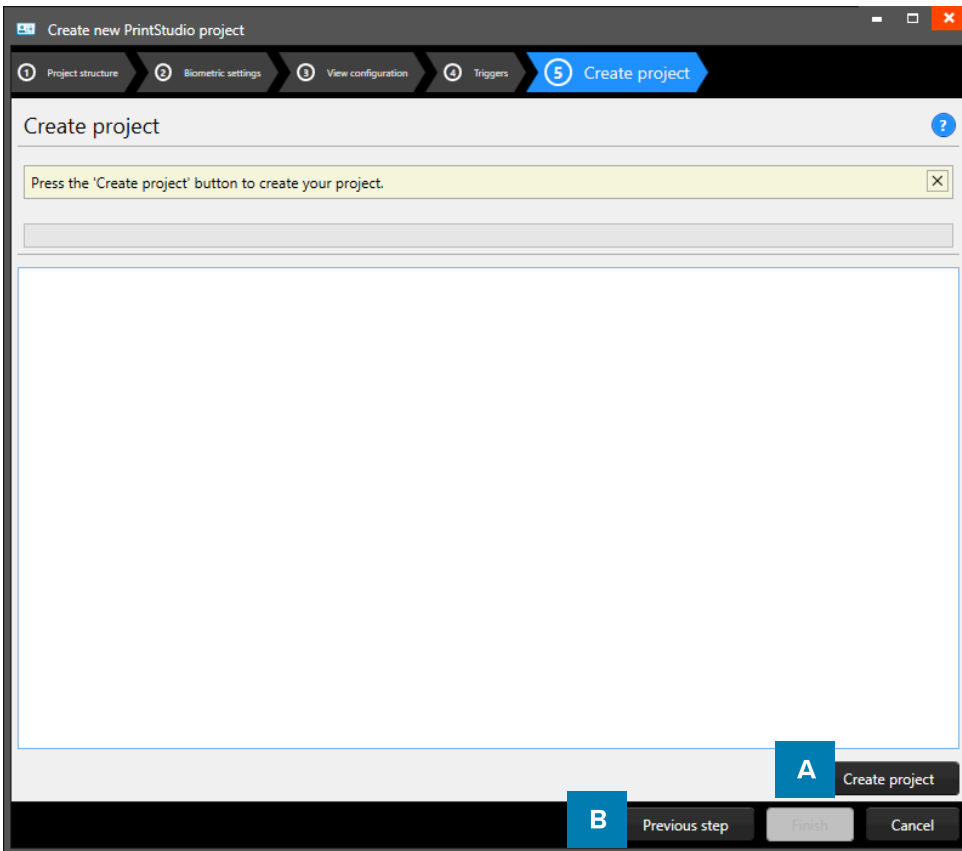 Create new PrintStudio project
1 Project structure 2 Biometric settings 3 View configuration 4 Triggers 5 Create project
Create project ?
Press the 'Create project' button to create your project.
A Create project
B Previous step Finish Cancel